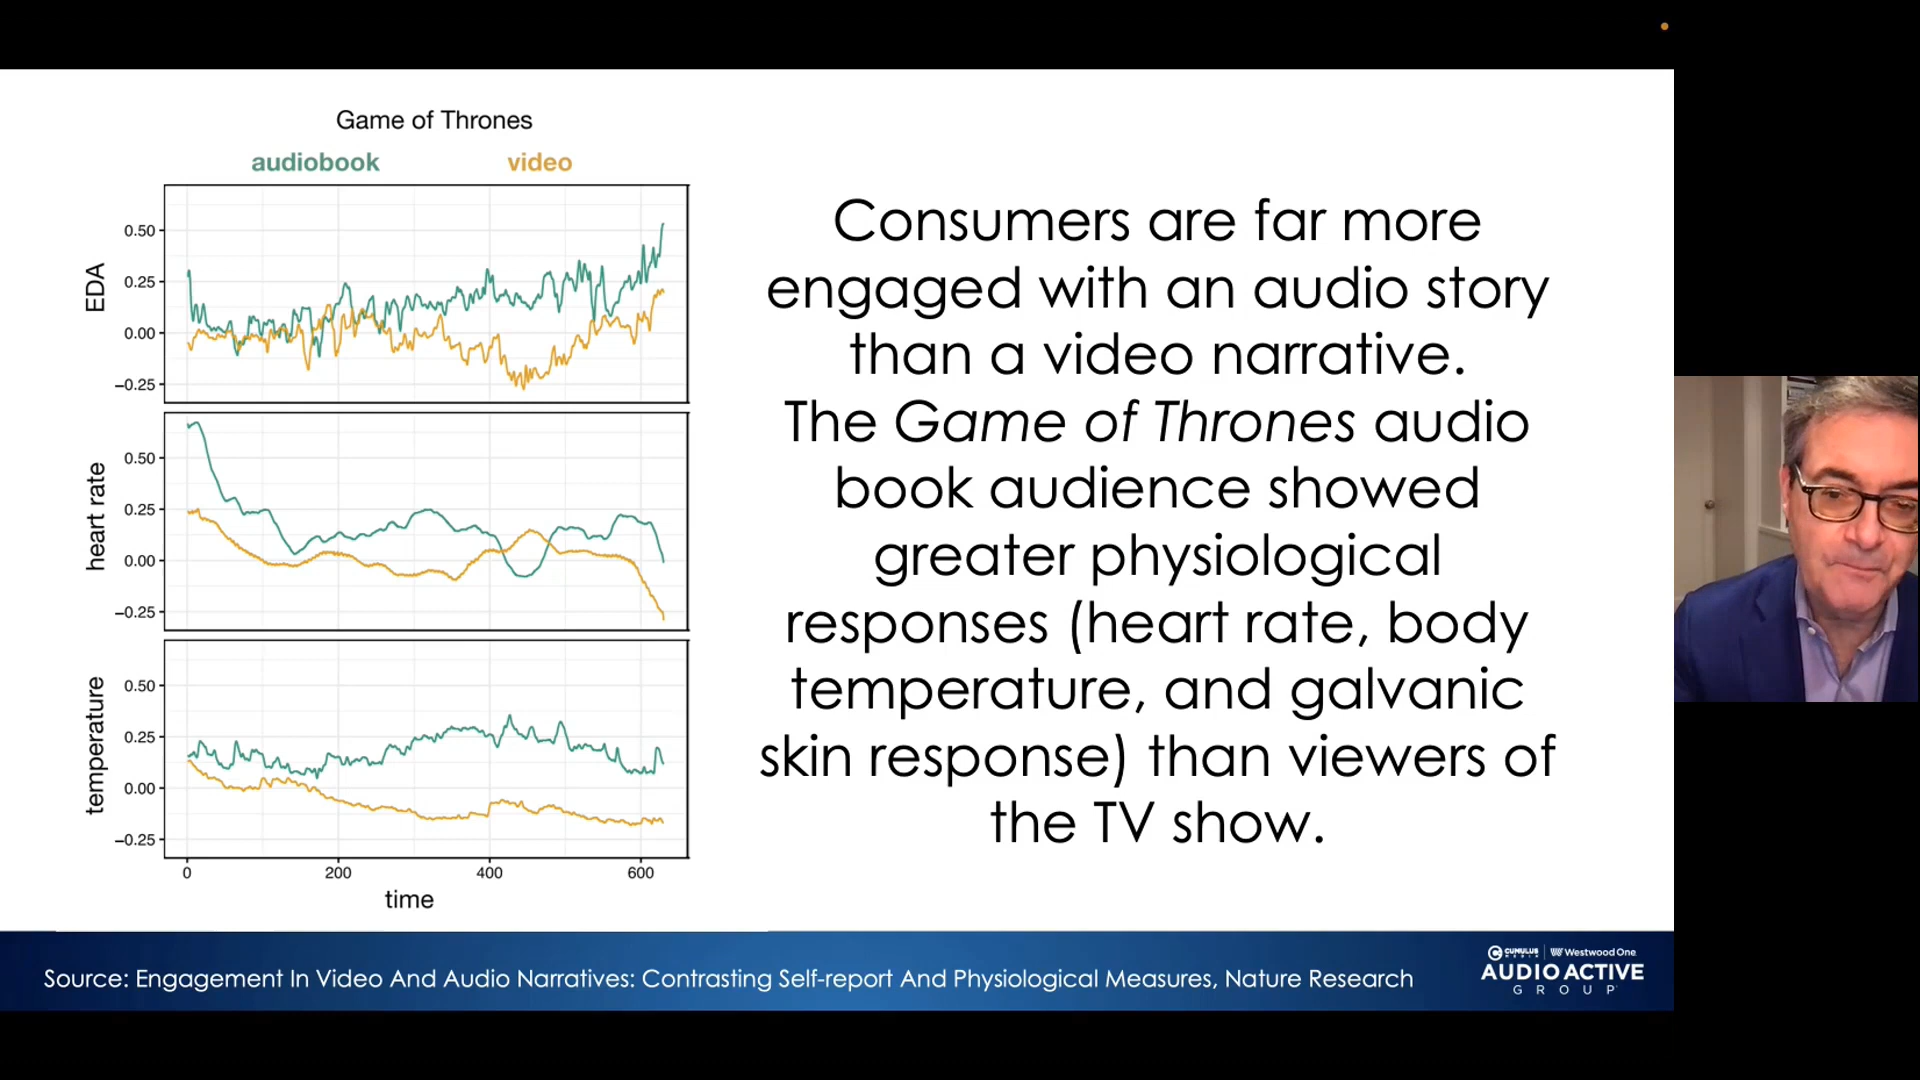 Game of Thrones
audiobook video
EDA
0.50
0.25
0.00
−0.25
heart rate
0.50
0.25
0.00
−0.25
temperature
0.50
0.25
0.00
−0.25
0 200 400 600
time
Consumers are far more
engaged with an audio story
than a video narrative.
The Game of Thrones audio
book audience showed
greater physiological
responses (heart rate, body
temperature, and galvanic
skin response) than viewers of
the TV show.
Source: Engagement In Video And Audio Narratives: Contrasting Self-report And Physiological Measures, Nature Research
CUMULUS MEDIA | Westwood One
AUDIO ACTIVE
GROUP